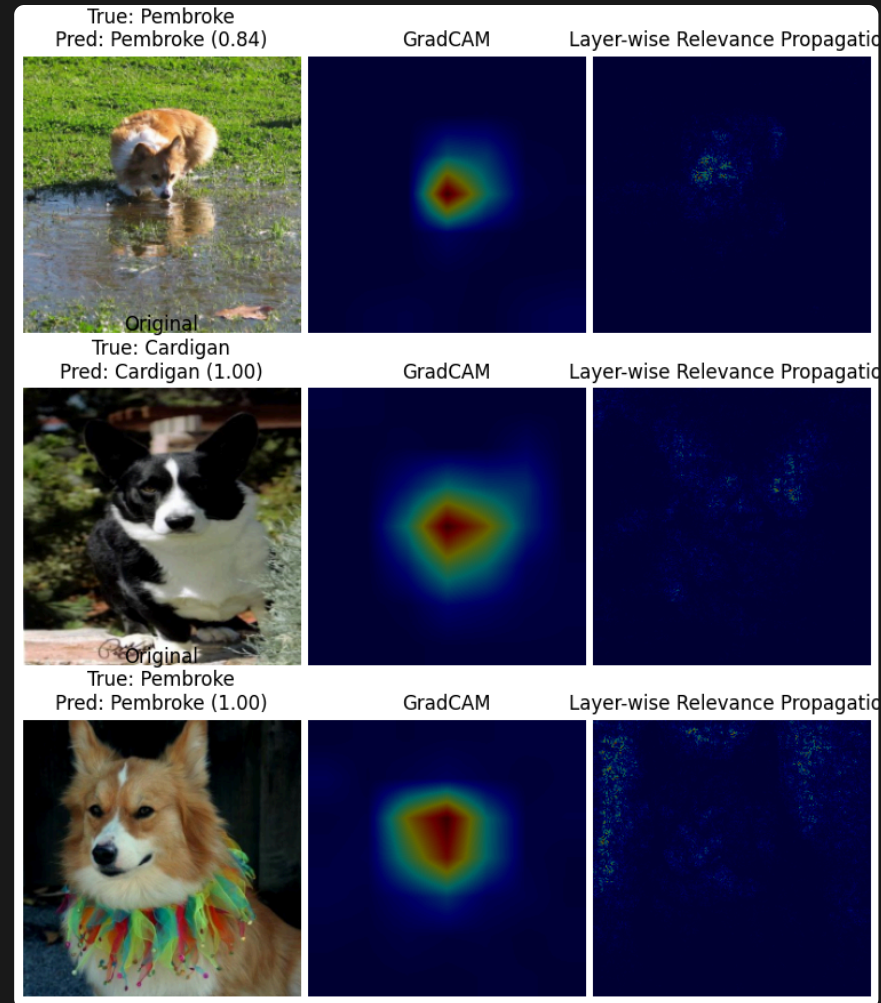 True: Pembroke
Pred: Pembroke (0.84)
GradCAM
Layer-wise Relevance Propagatio
Original
True: Cardigan
Pred: Cardigan (1.00)
GradCAM
Layer-wise Relevance Propagatio
Original
True: Pembroke
Pred: Pembroke (1.00)
GradCAM
Layer-wise Relevance Propagatio